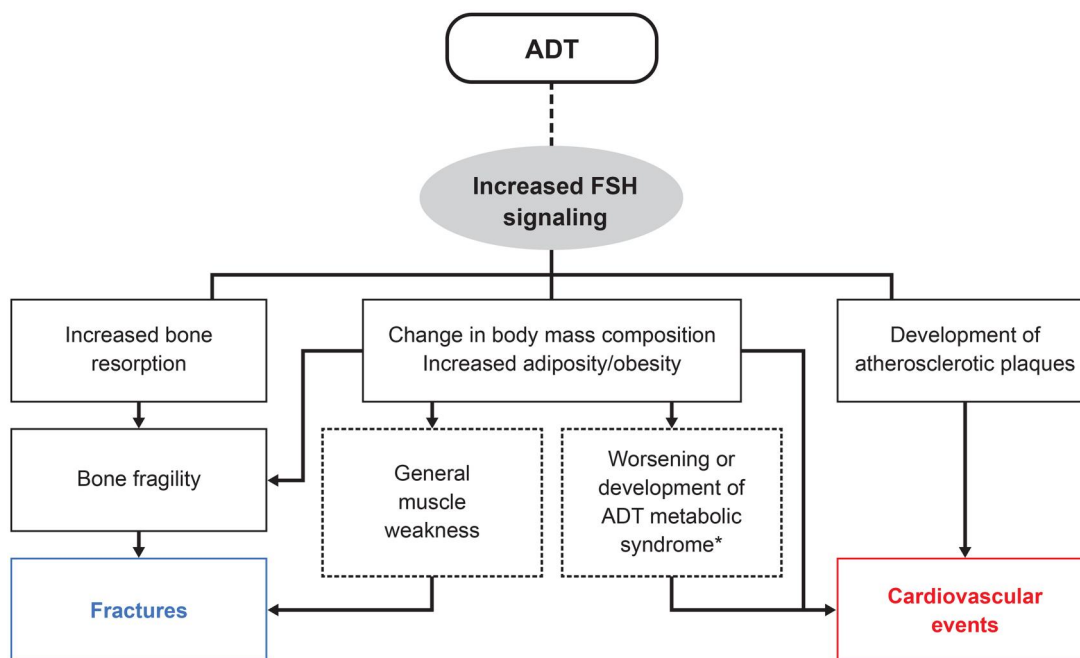 ADT
Increased FSH
signaling
Increased bone
resorption
Change in body mass composition
Increased adiposity/obesity
Development of
atherosclerotic plaques
Bone fragility
General
muscle
weakness
Worsening or
development of
ADT metabolic
syndrome*
Fractures
Cardiovascular
events